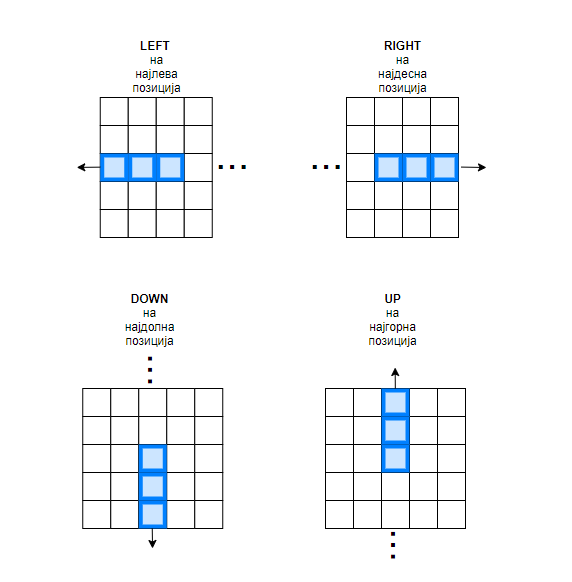 LEFT
на
најлева
позиција
RIGHT
на
најдесна
позиција
DOWN
на
најдолна
позиција
UP
на
најгорна
позиција